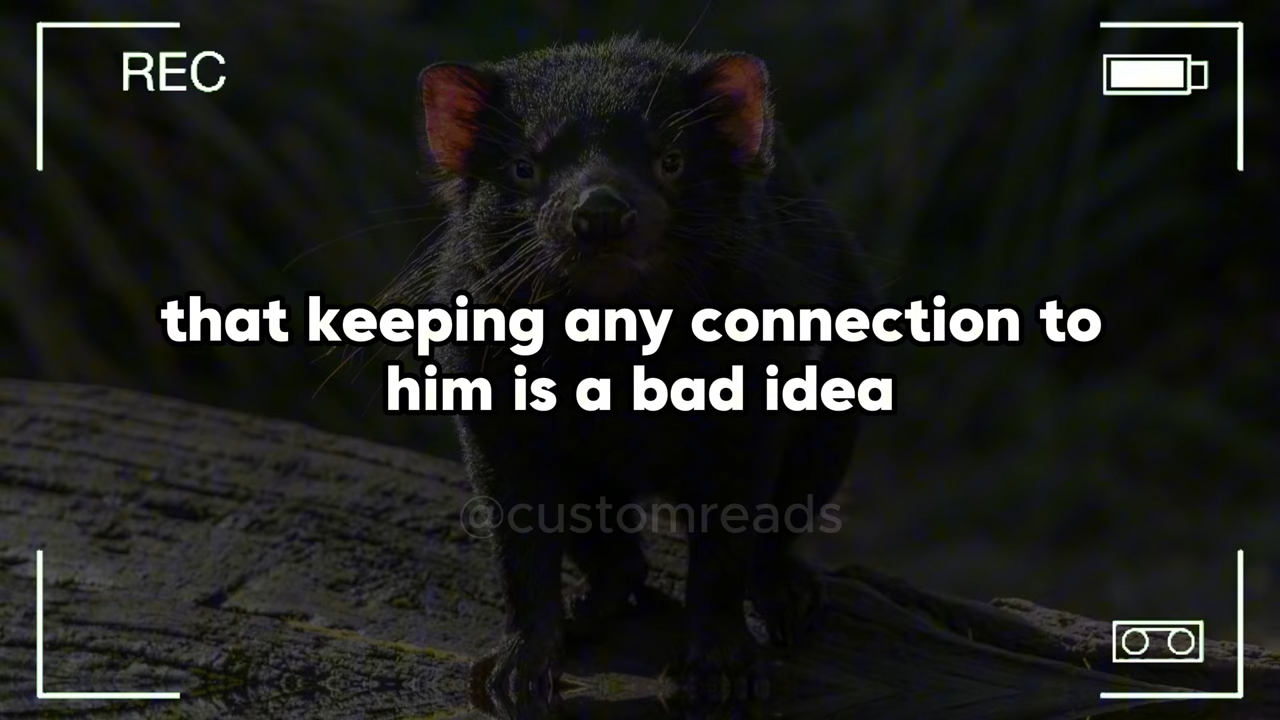 REC
that keeping any connection to
him is a bad idea
@customreads